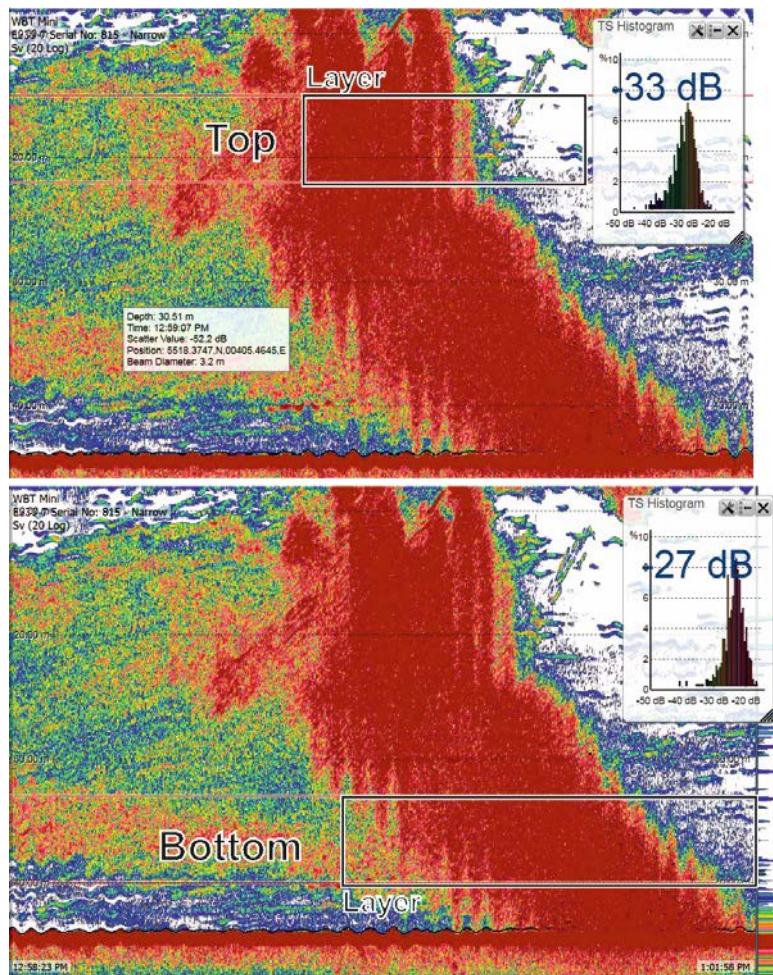 WBT Mini
Serial No: 815 - Narrow
Sv (20 Log)
Layer
Top
TS Histogram
-33 dB
%10
8
6
4
2
0
-50 dB -40 dB -30 dB -20 dB
20.00 m
30.00 m
Depth: 30.51 m
Time: 12:59:07 PM
Scatter Value: -52.2 dB
Position: 5518.3747,N,00405.4645,E
Beam Diameter: 3.2 m
WBT Mini
Serial No: 815 - Narrow
Sv (20 Log)
TS Histogram
-27 dB
%10
8
6
4
2
0
-50 dB -40 dB -30 dB -20 dB
20.00 m
Bottom
Layer
12:58:23 PM
1:01:58 PM